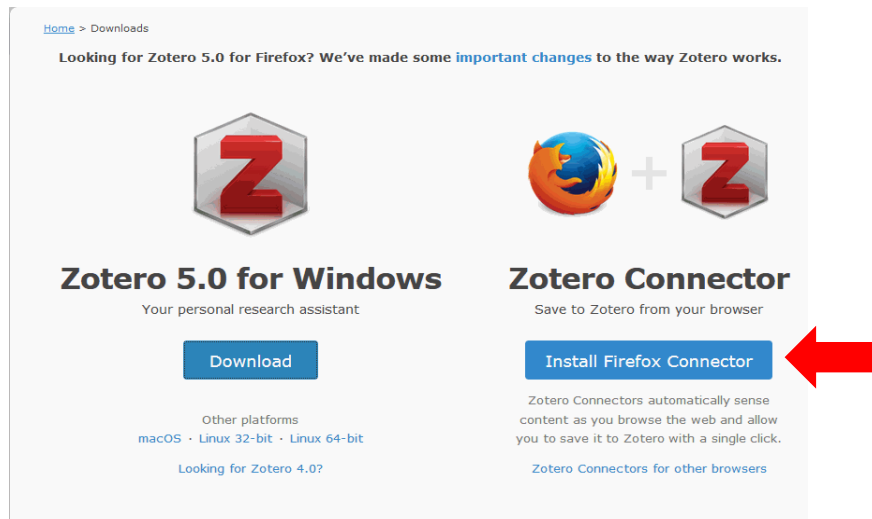 Home > Downloads
Looking for Zotero 5.0 for Firefox? We've made some important changes to the way Zotero works.
Z
Z
Zotero 5.0 for Windows
Your personal research assistant
Download
Other platforms
macOS · Linux 32-bit · Linux 64-bit
Looking for Zotero 4.0?
Zotero Connector
Save to Zotero from your browser
Install Firefox Connector
Zotero Connectors automatically sense
content as you browse the web and allow
you to save it to Zotero with a single click.
Zotero Connectors for other browsers